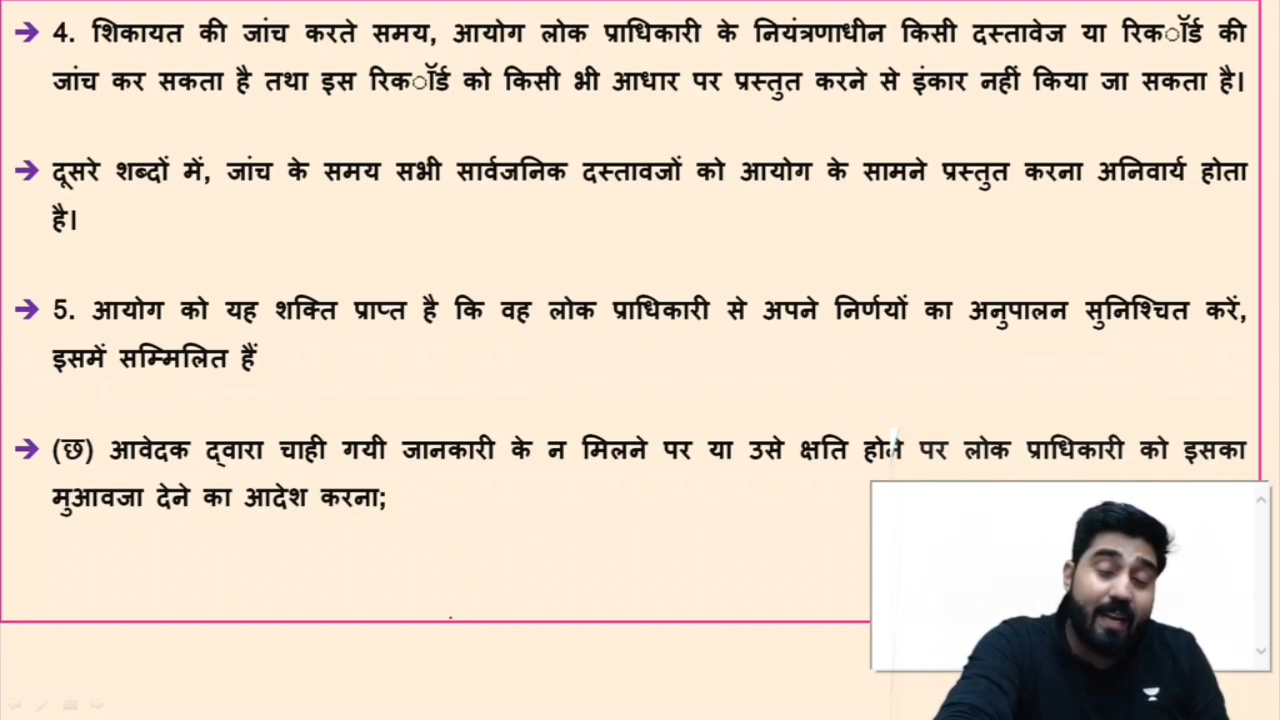 ➔ 4. शिकायत की जांच करते समय, आयोग लोक प्राधिकारी के नियंत्रणाधीन किसी दस्तावेज या रिकॉर्ड की
जांच कर सकता है तथा इस रिकॉर्ड को किसी भी आधार पर प्रस्तुत करने से इंकार नहीं किया जा सकता है।
➔ दूसरे शब्दों में, जांच के समय सभी सार्वजनिक दस्तावजों को आयोग के सामने प्रस्तुत करना अनिवार्य होता
है।
➔ 5. आयोग को यह शक्ति प्राप्त है कि वह लोक प्राधिकारी से अपने निर्णयों का अनुपालन सुनिश्चित करें,
इसमें सम्मिलित हैं
➔ (छ) आवेदक द्वारा चाही गयी जानकारी के न मिलने पर या उसे क्षति होने पर लोक प्राधिकारी को इसका
मुआवजा देने का आदेश करना;